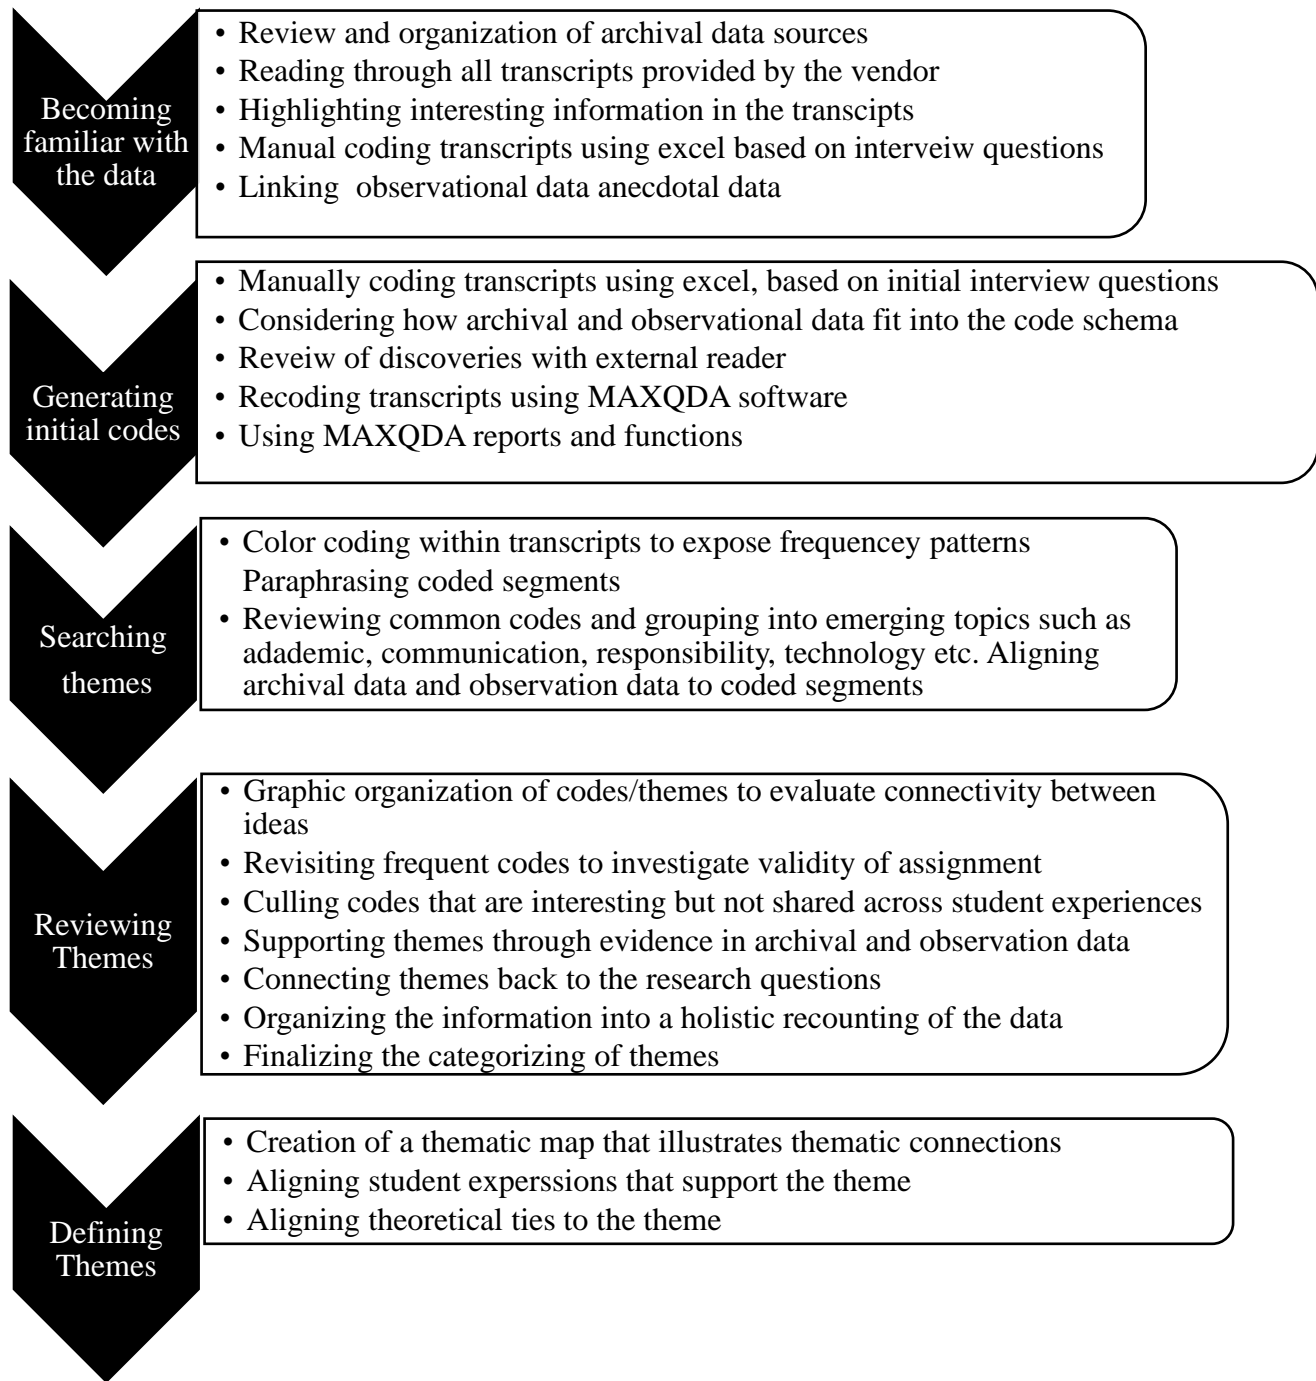 Becoming
familiar with
the data
• Review and organization of archival data sources
• Reading through all transcripts provided by the vendor
• Highlighting interesting information in the transcipts
• Manual coding transcripts using excel based on interveiw questions
• Linking observational data anecdotal data
Generating
initial codes
• Manually coding transcripts using excel, based on initial interview questions
• Considering how archival and observational data fit into the code schema
• Reveiw of discoveries with external reader
• Recoding transcripts using MAXQDA software
• Using MAXQDA reports and functions
Searching
themes
• Color coding within transcripts to expose frequencey patterns
Paraphrasing coded segments
• Reviewing common codes and grouping into emerging topics such as
adademic, communication, responsibility, technology etc. Aligning
archival data and observation data to coded segments
Reviewing
Themes
• Graphic organization of codes/themes to evaluate connectivity between
ideas
• Revisiting frequent codes to investigate validity of assignment
• Culling codes that are interesting but not shared across student experiences
• Supporting themes through evidence in archival and observation data
• Connecting themes back to the research questions
• Organizing the information into a holistic recounting of the data
• Finalizing the categorizing of themes
Defining
Themes
• Creation of a thematic map that illustrates thematic connections
• Aligning student experssions that support the theme
• Aligning theoretical ties to the theme